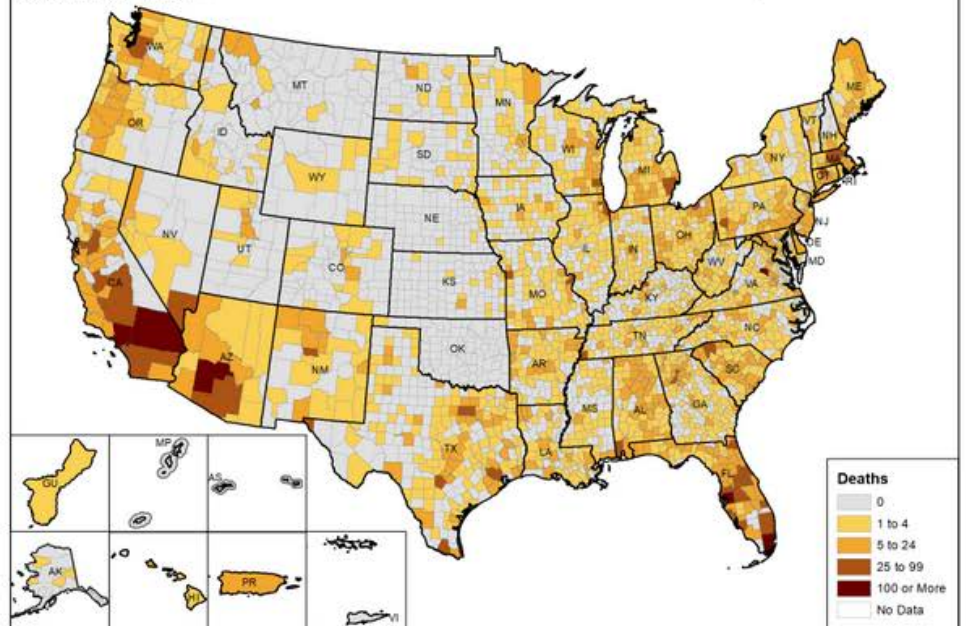 WA
MT
ND
MN
ME
OR
ID
SD
WI
MI
VT
NH
NY
MA
CT
RI
WY
IA
PA
NJ
NE
NV
UT
CO
IL
IN
OH
DE
MD
WV
VA
CA
KS
MO
KY
NC
TN
AZ
NM
OK
AR
SC
MS
AL
GA
TX
LA
FL
GU
MP
AS
AK
HI
PR
VI
Deaths
0
1 to 4
5 to 24
25 to 99
100 or More
No Data